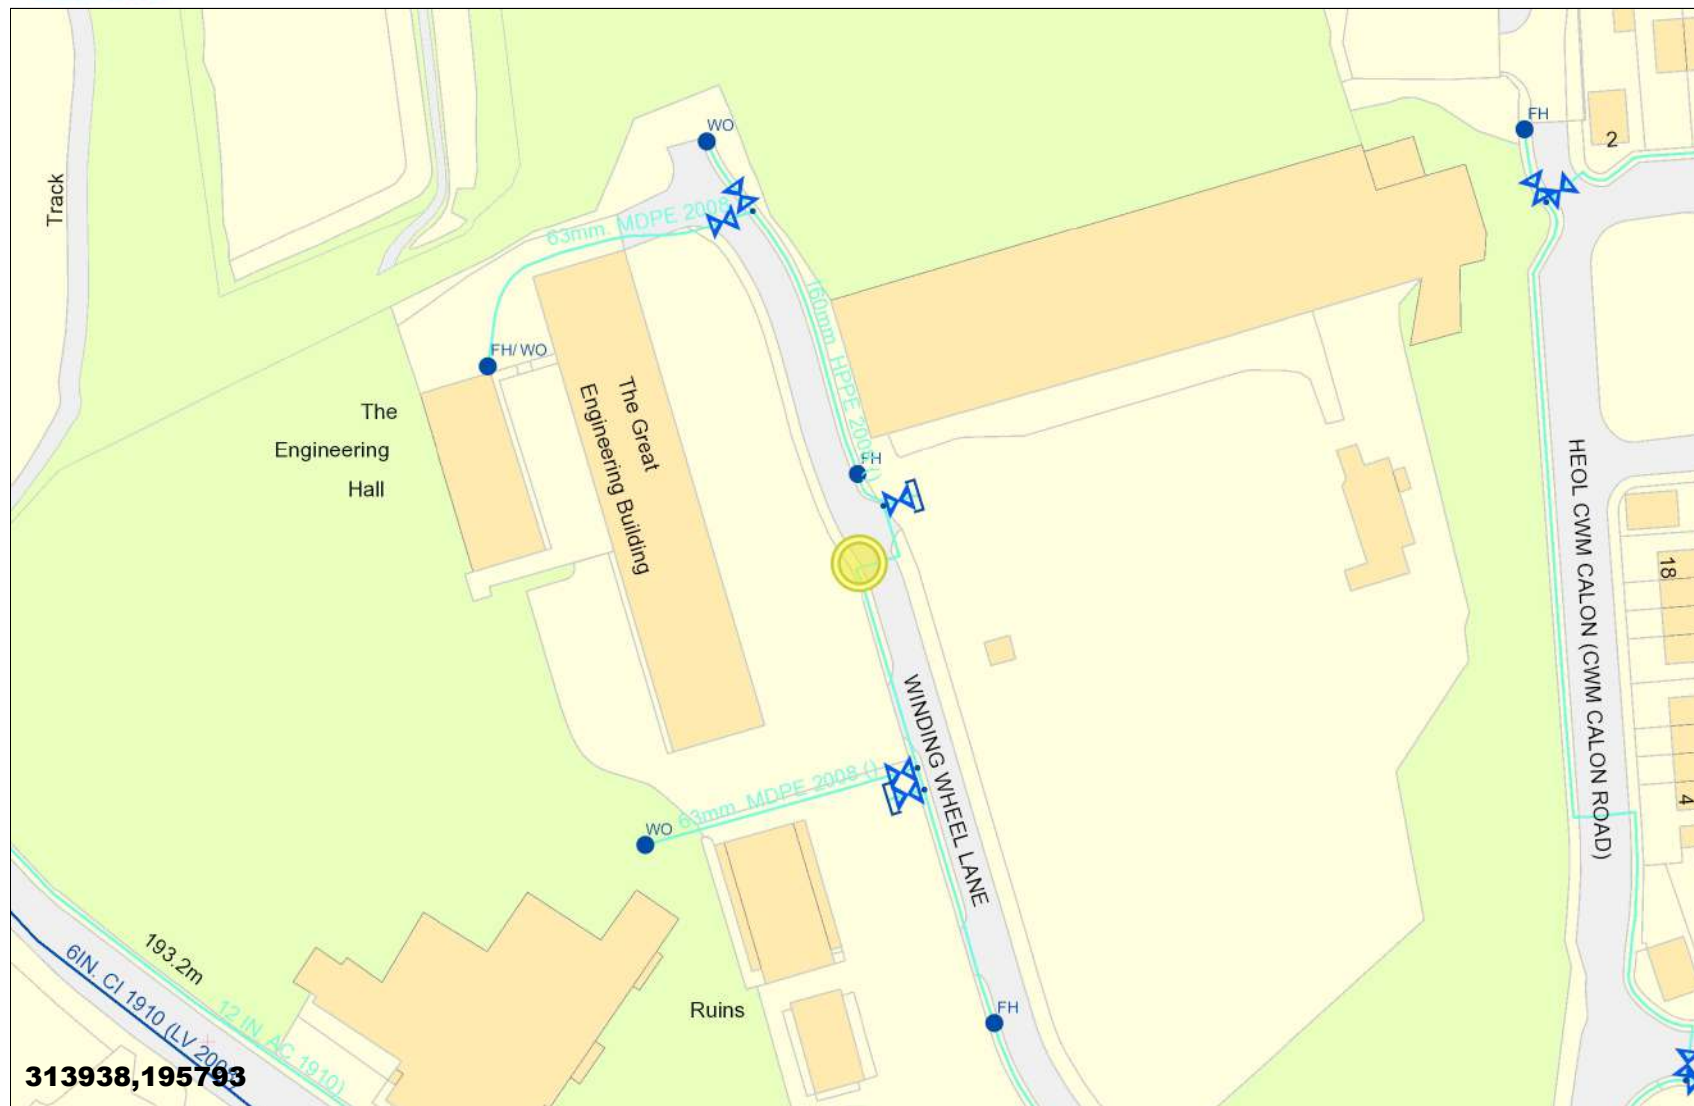 WO
FH
2
Track
63mm. MDPE 2008
160mm. HPPE 2008 ()
FH/ WO
The
Engineering
Hall
The Great
Engineering Building
FH
HEOL CWM CALON (CWM CALON ROAD)
18
WINDING WHEEL LANE
63mm. MDPE 2008 ()
4
WO
193.2m
6IN. CI 1910 (LV
12 IN. AC 1910)
Ruins
FH
313938,195793